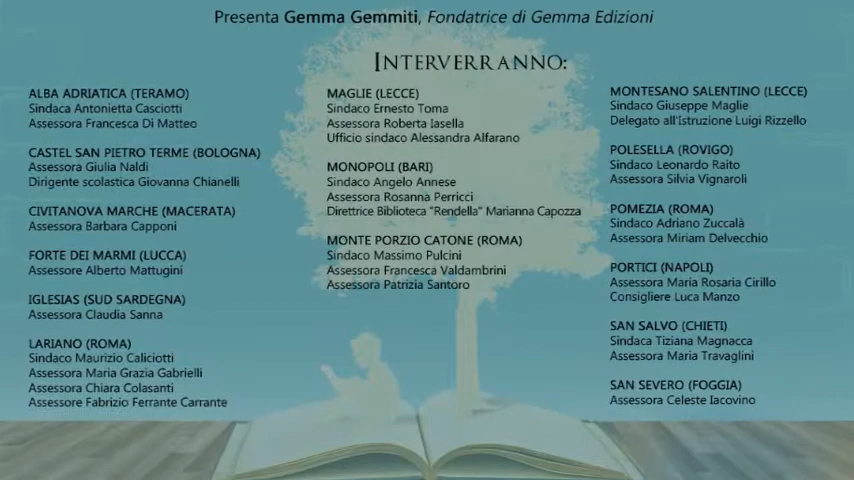 Presenta Gemma Gemmiti, Fondatrice di Gemma Edizioni
INTERVERRANNO:
ALBA ADRIATICA (TERAMO)
Sindaca Antonietta Casciotti
Assessora Francesca Di Matteo
CASTEL SAN PIETRO TERME (BOLOGNA)
Assessora Giulia Naldi
Dirigente scolastica Giovanna Chianelli
CIVITANOVA MARCHE (MACERATA)
Assessora Barbara Capponi
FORTE DEI MARMI (LUCCA)
Assessore Alberto Mattugini
IGLESIAS (SUD SARDEGNA)
Assessora Claudia Sanna
LARIANO (ROMA)
Sindaco Maurizio Caliciotti
Assessora Maria Grazia Gabrielli
Assessora Chiara Colasanti
Assessore Fabrizio Ferrante Carrante
MAGLIE (LECCE)
Sindaco Ernesto Toma
Assessora Roberta Iasella
Ufficio sindaco Alessandra Alfarano
MONOPOLI (BARI)
Sindaco Angelo Annese
Assessora Rosanna Perricci
Direttrice Biblioteca "Rendella" Marianna Capozza
MONTE PORZIO CATONE (ROMA)
Sindaco Massimo Pulcini
Assessora Francesca Valdambrini
Assessora Patrizia Santoro
MONTESANO SALENTINO (LECCE)
Sindaco Giuseppe Maglie
Delegato all'Istruzione Luigi Rizzello
POLESELLA (ROVIGO)
Sindaco Leonardo Raito
Assessora Silvia Vignaroli
POMEZIA (ROMA)
Sindaco Adriano Zuccalà
Assessora Miriam Delvecchio
PORTICI (NAPOLI)
Assessora Maria Rosaria Cirillo
Consigliere Luca Manzo
SAN SALVO (CHIETI)
Sindaca Tiziana Magnacca
Assessora Maria Travaglini
SAN SEVERO (FOGGIA)
Assessora Celeste Iacovino